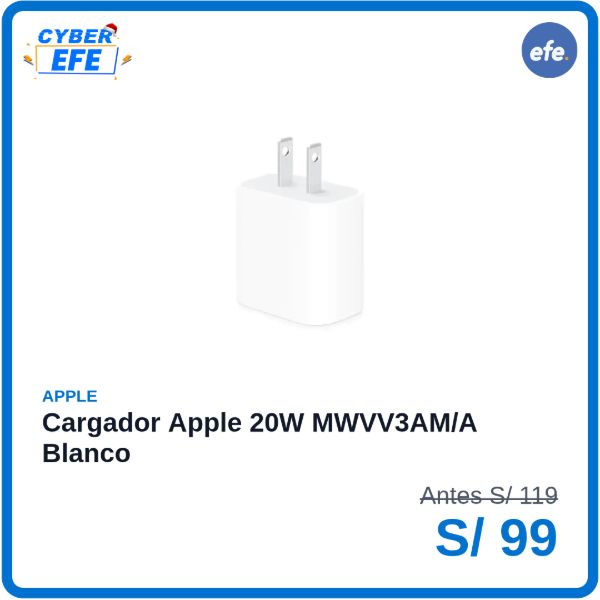 CYBER
EFE
efe.
APPLE
Cargador Apple 20W MWVV3AM/A
Blanco
Antes S/ 119
S/ 99